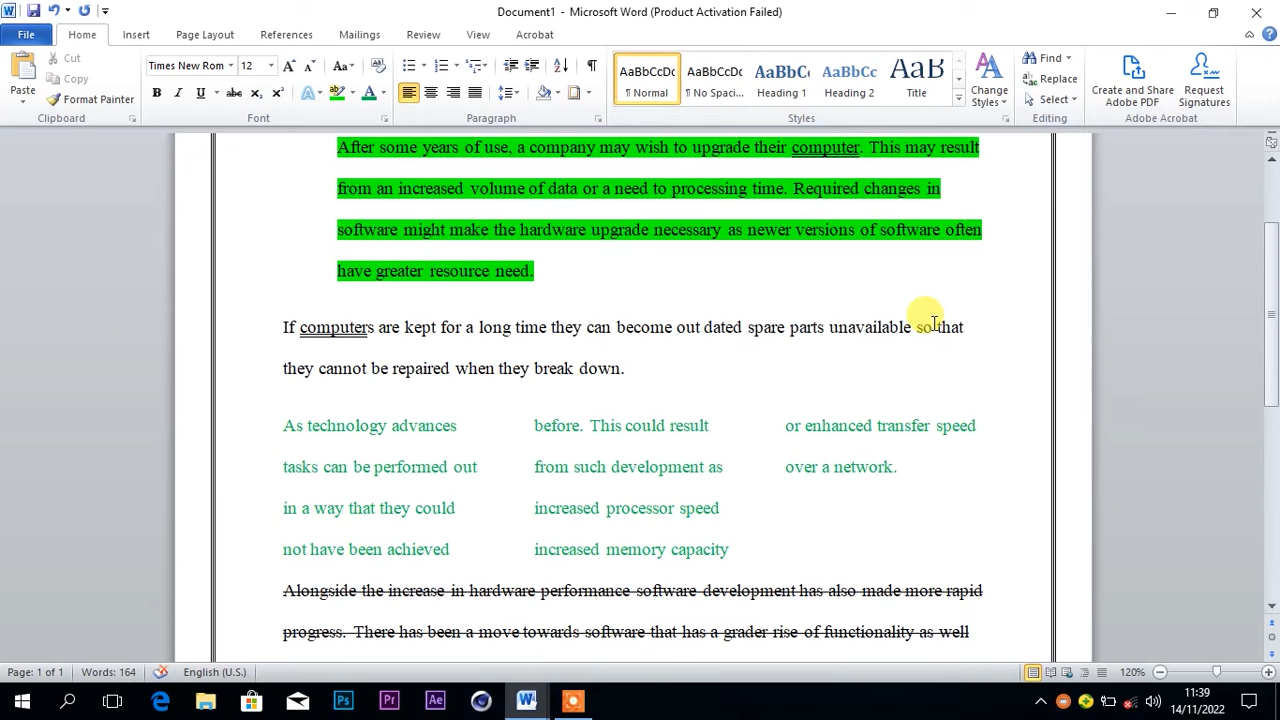 Document1 - Microsoft Word (Product Activation Failed)
File Home Insert Page Layout References Mailings Review View Acrobat
Cut
Copy
Format Painter
Paste
Clipboard
Times New Rom 12
Font
Paragraph
AaBbCcDc AaBbCcDc AaBbCc AaBbCc AaB
¶ Normal ¶ No Spaci... Heading 1 Heading 2 Title
Change Styles
Styles
Find
Replace
Select
Editing
Create and Share Adobe PDF
Request Signatures
Adobe Acrobat
After some years of use, a company may wish to upgrade their computer. This may result
from an increased volume of data or a need to processing time. Required changes in
software might make the hardware upgrade necessary as newer versions of software often
have greater resource need.
If computers are kept for a long time they can become out dated spare parts unavailable so that
they cannot be repaired when they break down.
As technology advances
tasks can be performed out
in a way that they could
not have been achieved
before. This could result
from such development as
increased processor speed
increased memory capacity
or enhanced transfer speed
over a network.
Alongside the increase in hardware performance software development has also made more rapid
progress. There has been a move towards software that has a grader rise of functionality as well
Page: 1 of 1 Words: 164 English (U.S.) 120%
11:39
14/11/2022